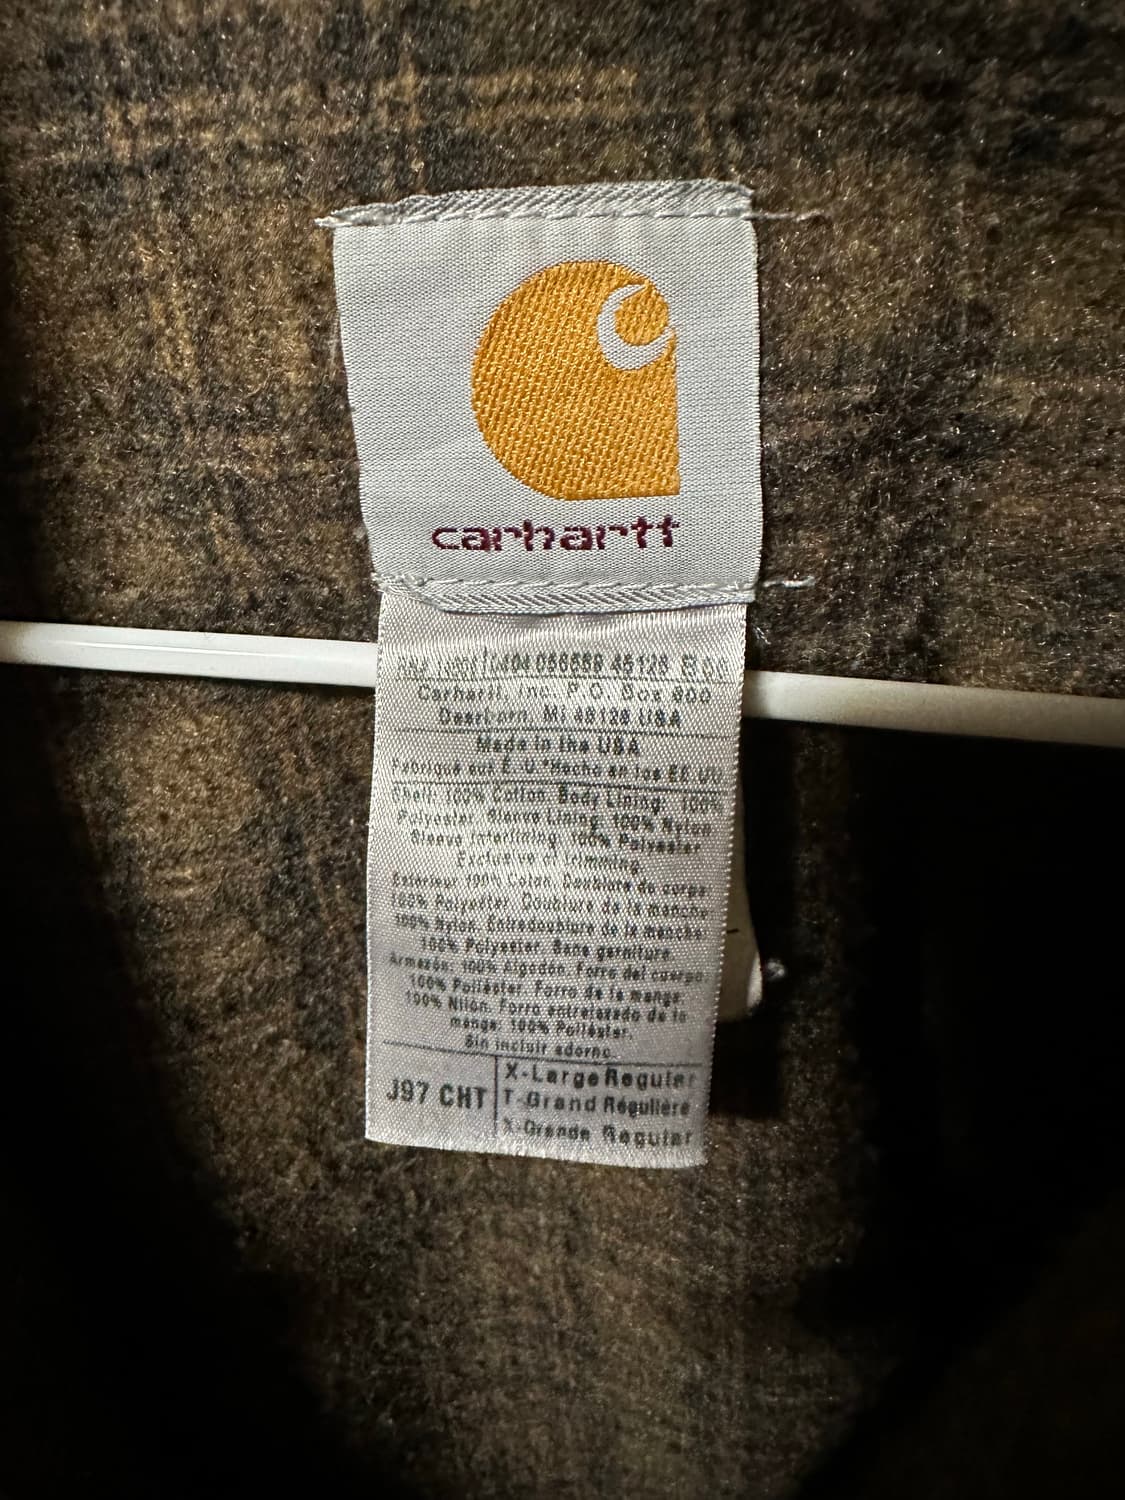 carhartt
45128
Carhartt, Inc. P.O. Box 600
Dearborn, MI 48126 USA
Made in the USA
Fabriqué aux É.U.*Hecho en los EE UU
Shell: 100% Cotton, Body Lining: 100%
Polyester, Sleeve Lining: 100% Nylon
Sleeve Interlining: 100% Polyester
Exclusive of trimming.
Extérieur 100% Coton. Doublure du corps
100% Polyester. Doublure de la manche
100% Nylon. Entredoublure de la manche
100% Polyester. Sans garniture.
Armazón: 100% Algodón. Forro del cuerpo:
100% Poliéster. Forro de la manga:
100% Nilón. Forro entrelazado de la
manga: 100% Poliéster.
Sin incluir adorno.
J97 CHT
X-Large Regular
T-Grand Régulière
X-Grande Regular